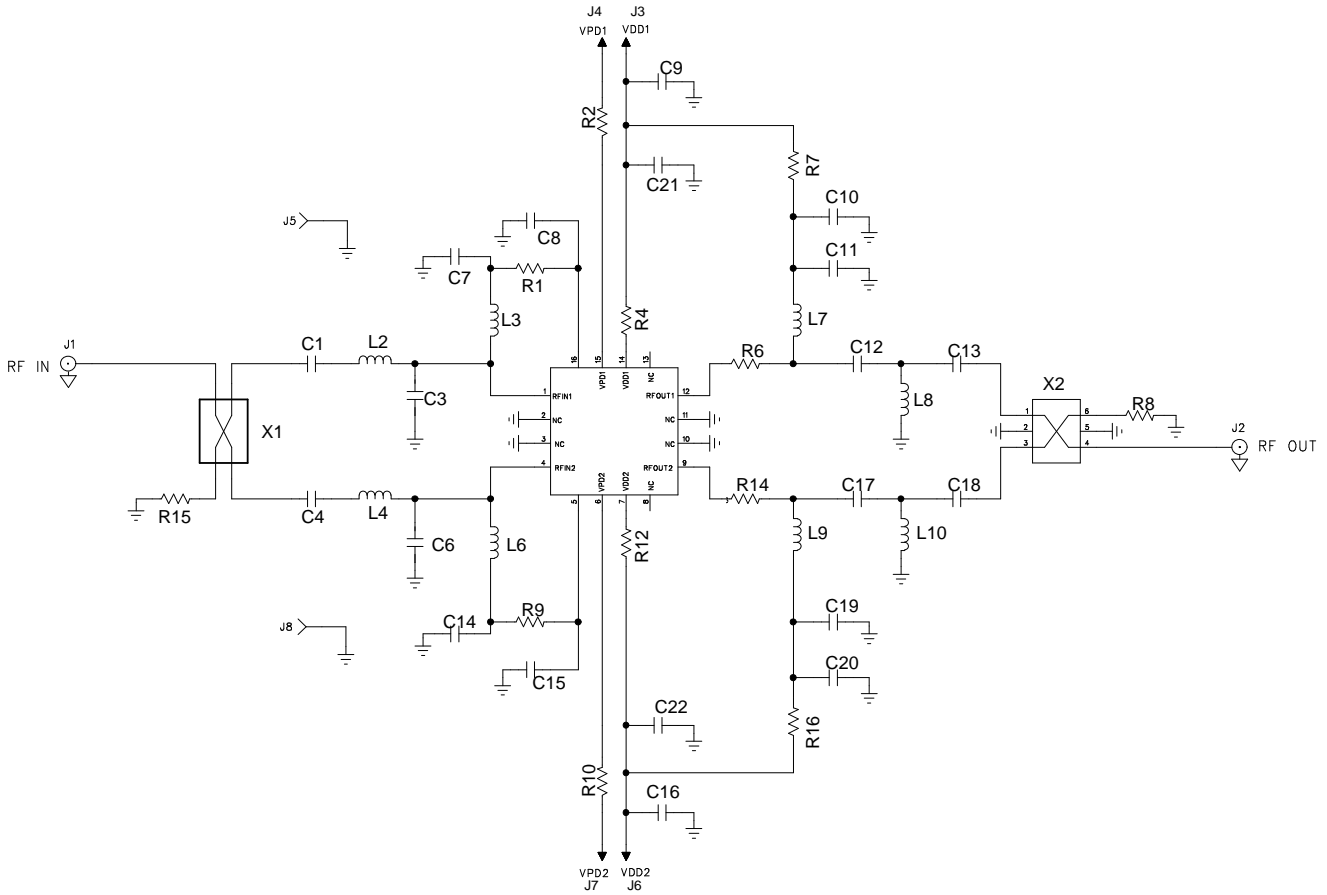 J4
J3
VPD1
VDD1
C9
R2
C21
R7
C10
C11
J5
C8
C7
R1
L3
R4
L7
J1
RF IN
C1
L2
C3
16
15
14
13
VPD1
VDD1
NC
R6
C12
C13
L8
1
RFIN1
RFOUT1
12
2
NC
NC
11
3
NC
NC
10
4
RFIN2
RFOUT2
9
VPD2
VDD2
NC
5
6
7
8
X1
X2
1
6
2
5
3
4
R8
J2
RF OUT
R15
C4
L4
C6
L6
R12
R14
C17
C18
L9
L10
J8
C14
R9
C15
C19
C20
C22
R16
R10
C16
VPD2
VDD2
J7
J6